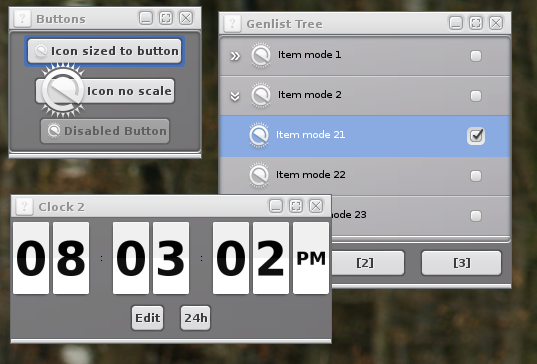 Buttons
Icon sized to button
Icon no scale
Disabled Button
Genlist Tree
Item mode 1
Item mode 2
Item mode 21
Item mode 22
mode 23
[2]
[3]
Clock 2
08 : 03 : 02 PM
Edit
24h